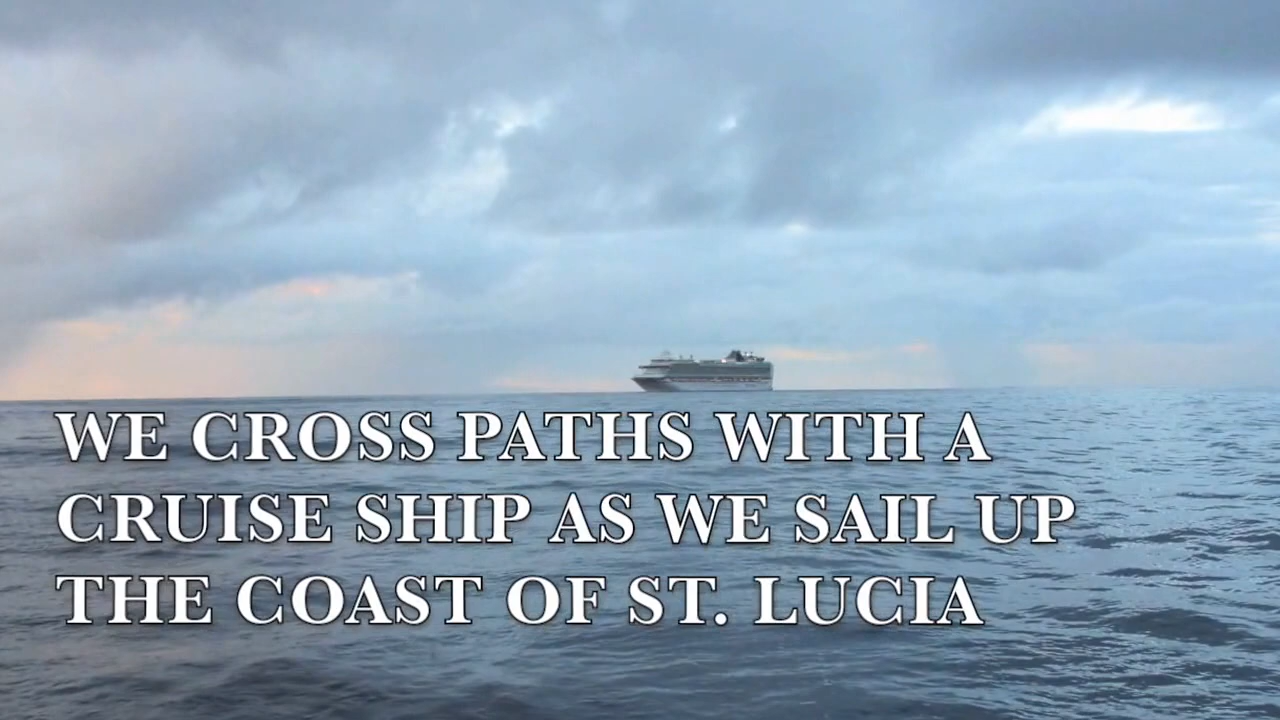 WE CROSS PATHS WITH A
CRUISE SHIP AS WE SAIL UP
THE COAST OF ST. LUCIA